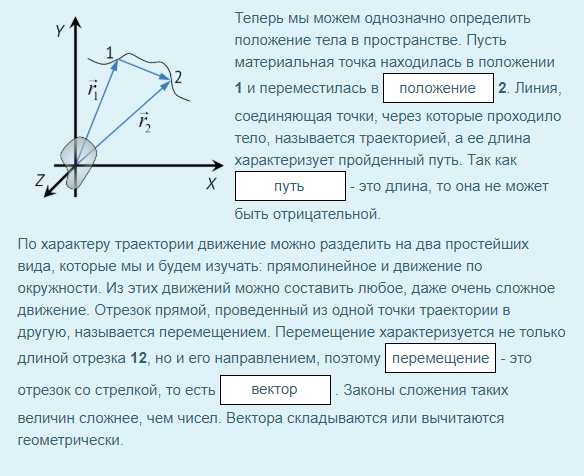 Y
1
2
r₁
r₂
Z
X
Теперь мы можем однозначно определить
положение тела в пространстве. Пусть
материальная точка находилась в положении
1 и переместилась в положение 2. Линия,
соединяющая точки, через которые проходило
тело, называется траекторией, а ее длина
характеризует пройденный путь. Так как
путь - это длина, то она не может
быть отрицательной.
По характеру траектории движение можно разделить на два простейших
вида, которые мы и будем изучать: прямолинейное и движение по
окружности. Из этих движений можно составить любое, даже очень сложное
движение. Отрезок прямой, проведенный из одной точки траектории в
другую, называется перемещением. Перемещение характеризуется не только
длиной отрезка 12, но и его направлением, поэтому перемещение - это
отрезок со стрелкой, то есть вектор . Законы сложения таких
величин сложнее, чем чисел. Вектора складываются или вычитаются
геометрически.